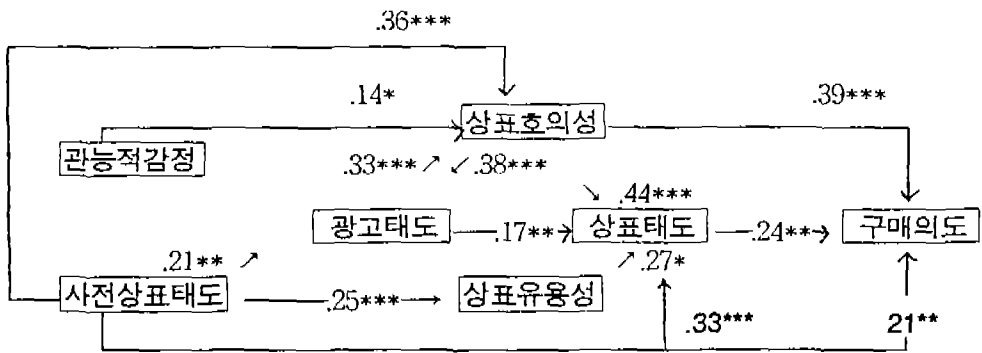 .36***
.14*
상표호의성
.39***
관능적감정
.33*** ↗ ↙ .38***
↘ .44***
광고태도
.17**
상표태도
.24**
구매의도
.21** ↗
↗ .27*
사전상표태도
.25***
상표유용성
.33***
21**